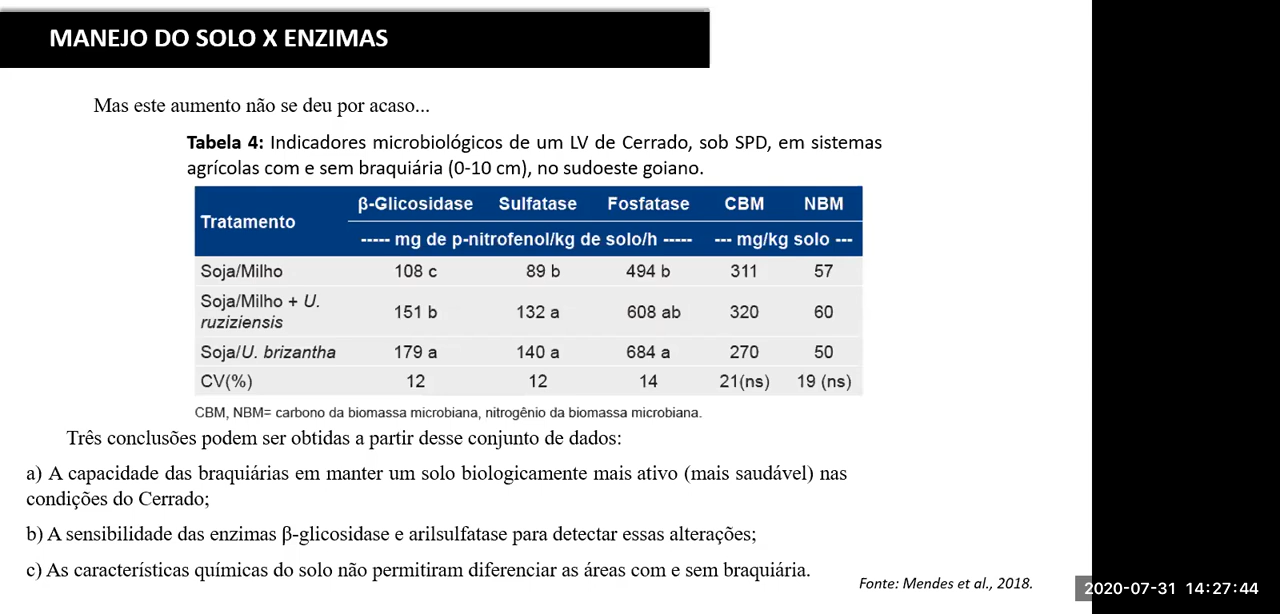 MANEJO DO SOLO X ENZIMAS
Mas este aumento não se deu por acaso...
Tabela 4: Indicadores microbiológicos de um LV de Cerrado, sob SPD, em sistemas
agrícolas com e sem braquiária (0-10 cm), no sudoeste goiano.
Tratamento β-Glicosidase Sulfatase Fosfatase CBM NBM
----- mg de p-nitrofenol/kg de solo/h ----- --- mg/kg solo ---
Soja/Milho 108 c 89 b 494 b 311 57
Soja/Milho + U.
ruziziensis 151 b 132 a 608 ab 320 60
Soja/U. brizantha 179 a 140 a 684 a 270 50
CV(%) 12 12 14 21(ns) 19 (ns)
CBM, NBM= carbono da biomassa microbiana, nitrogênio da biomassa microbiana.
Três conclusões podem ser obtidas a partir desse conjunto de dados:
a) A capacidade das braquiárias em manter um solo biologicamente mais ativo (mais saudável) nas
condições do Cerrado;
b) A sensibilidade das enzimas β-glicosidase e arilsulfatase para detectar essas alterações;
c) As características químicas do solo não permitiram diferenciar as áreas com e sem braquiária.
Fonte: Mendes et al., 2018.
2020-07-31 14:27:44